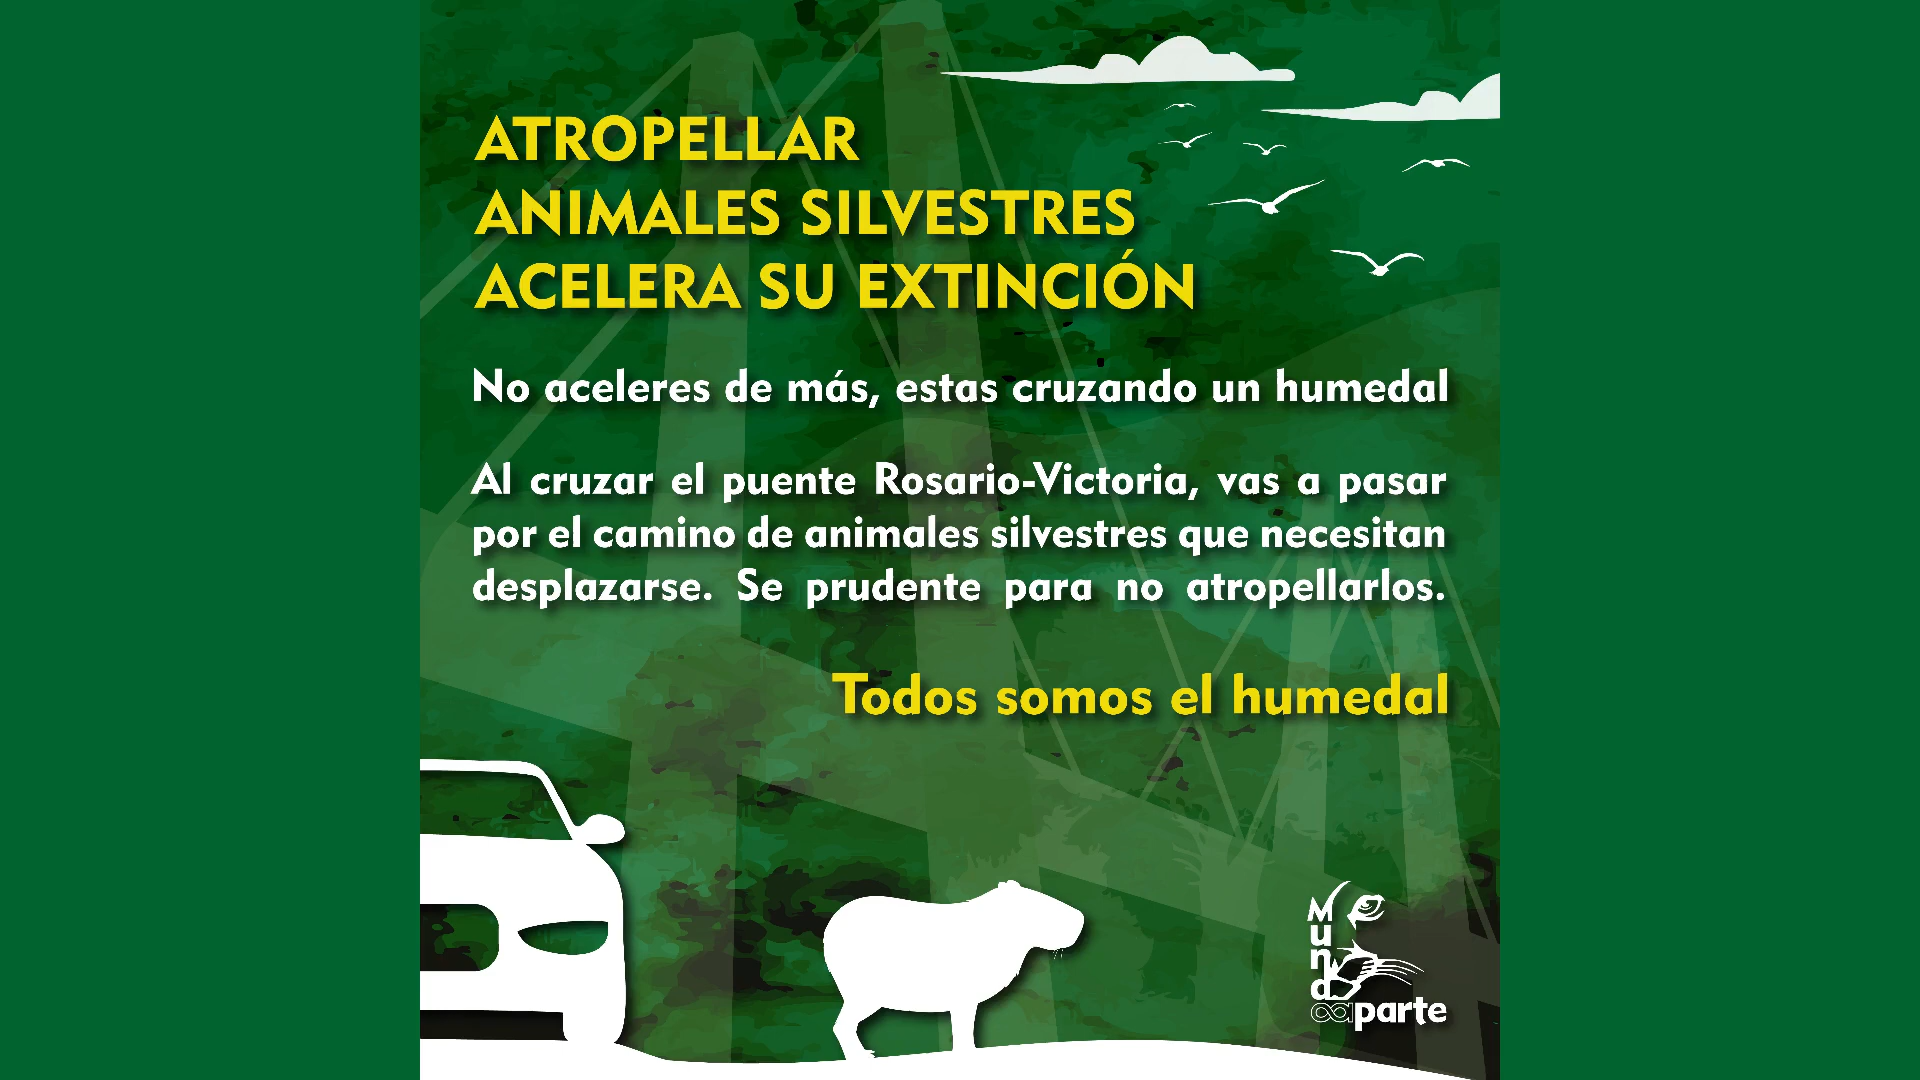 ATROPELLAR
ANIMALES SILVESTRES
ACELERA SU EXTINCIÓN
No aceleres de más, estas cruzando un humedal
Al cruzar el puente Rosario-Victoria, vas a pasar
por el camino de animales silvestres que necesitan
desplazarse. Se prudente para no atropellarlos.
Todos somos el humedal
Mundo
aparte